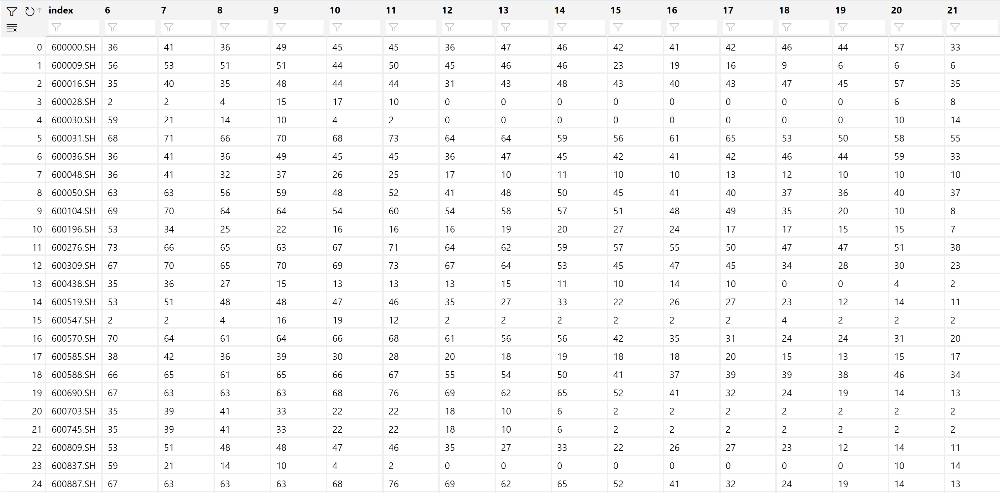 index 6 7 8 9 10 11 12 13 14 15 16 17 18 19 20 21
0 600000.SH 36 41 36 49 45 45 36 47 46 42 41 42 46 44 57 33
1 600009.SH 56 53 51 51 44 50 45 46 46 23 19 16 9 6 6 6
2 600016.SH 35 40 35 48 44 44 31 43 48 43 40 43 47 45 57 35
3 600028.SH 2 2 4 15 17 10 0 0 0 0 0 0 0 0 6 8
4 600030.SH 59 21 14 10 4 2 0 0 0 0 0 0 0 0 10 14
5 600031.SH 68 71 66 70 68 73 64 64 59 56 61 65 53 50 58 55
6 600036.SH 36 41 36 49 45 45 36 47 45 42 41 42 46 44 59 33
7 600048.SH 36 41 32 37 26 25 17 10 11 10 10 13 12 10 10 10
8 600050.SH 63 63 56 59 48 52 41 48 50 45 41 40 37 36 40 37
9 600104.SH 69 70 64 64 54 60 54 58 57 51 48 49 35 20 10 8
10 600196.SH 53 34 25 22 16 16 16 19 20 27 24 17 17 15 15 7
11 600276.SH 73 66 65 63 67 71 64 62 59 57 55 50 47 47 51 38
12 600309.SH 67 70 65 70 69 73 67 64 53 45 47 45 34 28 30 23
13 600438.SH 35 36 27 15 13 13 13 15 11 10 14 10 0 0 4 2
14 600519.SH 53 51 48 48 47 46 35 27 33 22 26 27 23 12 14 11
15 600547.SH 2 2 4 16 19 12 2 2 2 2 2 2 4 2 2 2
16 600570.SH 70 64 61 64 66 68 61 56 56 42 35 31 24 24 31 20
17 600585.SH 38 42 36 39 30 28 20 18 19 18 18 20 15 13 15 17
18 600588.SH 66 65 61 65 66 67 55 54 50 41 37 39 39 38 46 34
19 600690.SH 67 63 63 63 68 76 69 62 65 52 41 32 24 19 14 13
20 600703.SH 35 39 41 33 22 22 18 10 6 2 2 2 2 2 2 2
21 600745.SH 35 39 41 33 22 22 18 10 6 2 2 2 2 2 2 2
22 600809.SH 53 51 48 48 47 46 35 27 33 22 26 27 23 12 14 11
23 600837.SH 59 21 14 10 4 2 0 0 0 0 0 0 0 0 10 14
24 600887.SH 67 63 63 63 68 76 69 62 65 52 41 32 24 19 14 13